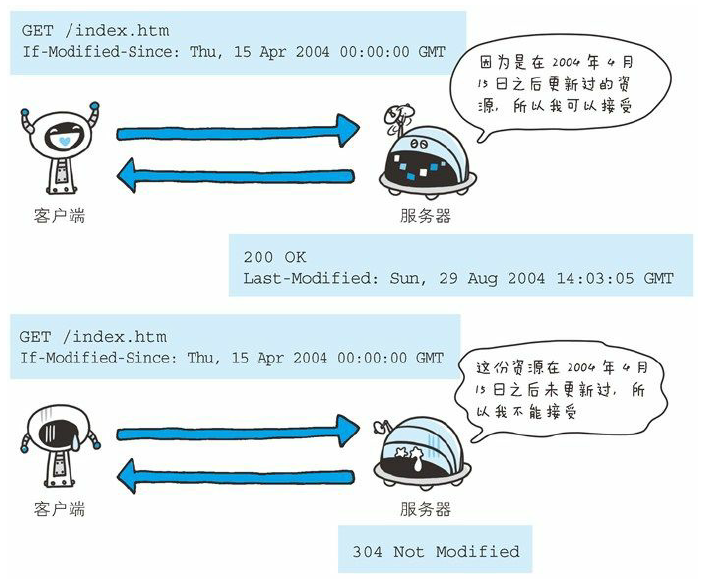 GET /index.htm
If-Modified-Since: Thu, 15 Apr 2004 00:00:00 GMT
因为是在 2004 年 4 月
15 日之后更新过的资
源，所以我可以接受
客户端
服务器
200 OK
Last-Modified: Sun, 29 Aug 2004 14:03:05 GMT
GET /index.htm
If-Modified-Since: Thu, 15 Apr 2004 00:00:00 GMT
这份资源在 2004 年 4 月
15 日之后未更新过，所
以我不能接受
客户端
服务器
304 Not Modified